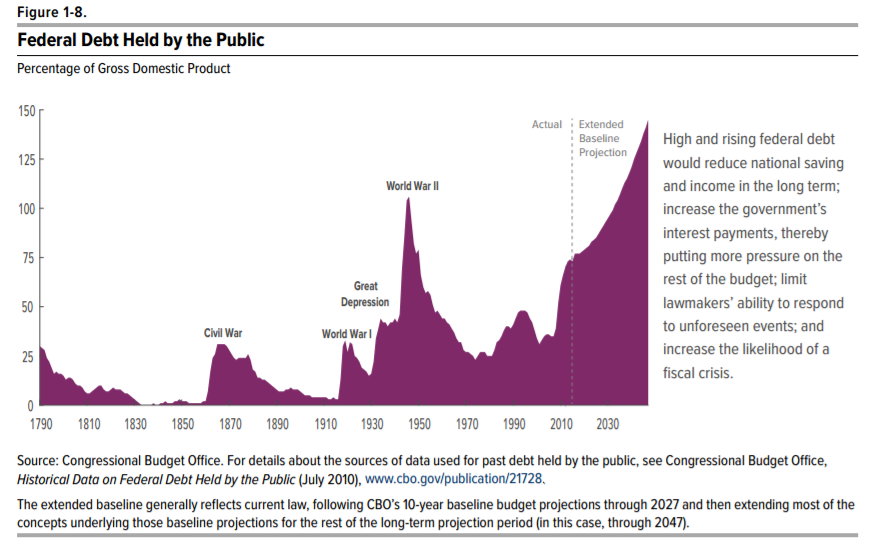 Figure 1-8.
Federal Debt Held by the Public
Percentage of Gross Domestic Product
150
125
100
75
50
25
0
Actual
Extended
Baseline
Projection
World War II
Great
Depression
World War I
Civil War
1790
1810
1830
1850
1870
1890
1910
1930
1950
1970
1990
2010
2030
High and rising federal debt
would reduce national saving
and income in the long term;
increase the government's
interest payments, thereby
putting more pressure on the
rest of the budget; limit
lawmakers' ability to respond
to unforeseen events; and
increase the likelihood of a
fiscal crisis.
Source: Congressional Budget Office. For details about the sources of data used for past debt held by the public, see Congressional Budget Office,
Historical Data on Federal Debt Held by the Public (July 2010), www.cbo.gov/publication/21728.
The extended baseline generally reflects current law, following CBO's 10-year baseline budget projections through 2027 and then extending most of the
concepts underlying those baseline projections for the rest of the long-term projection period (in this case, through 2047).